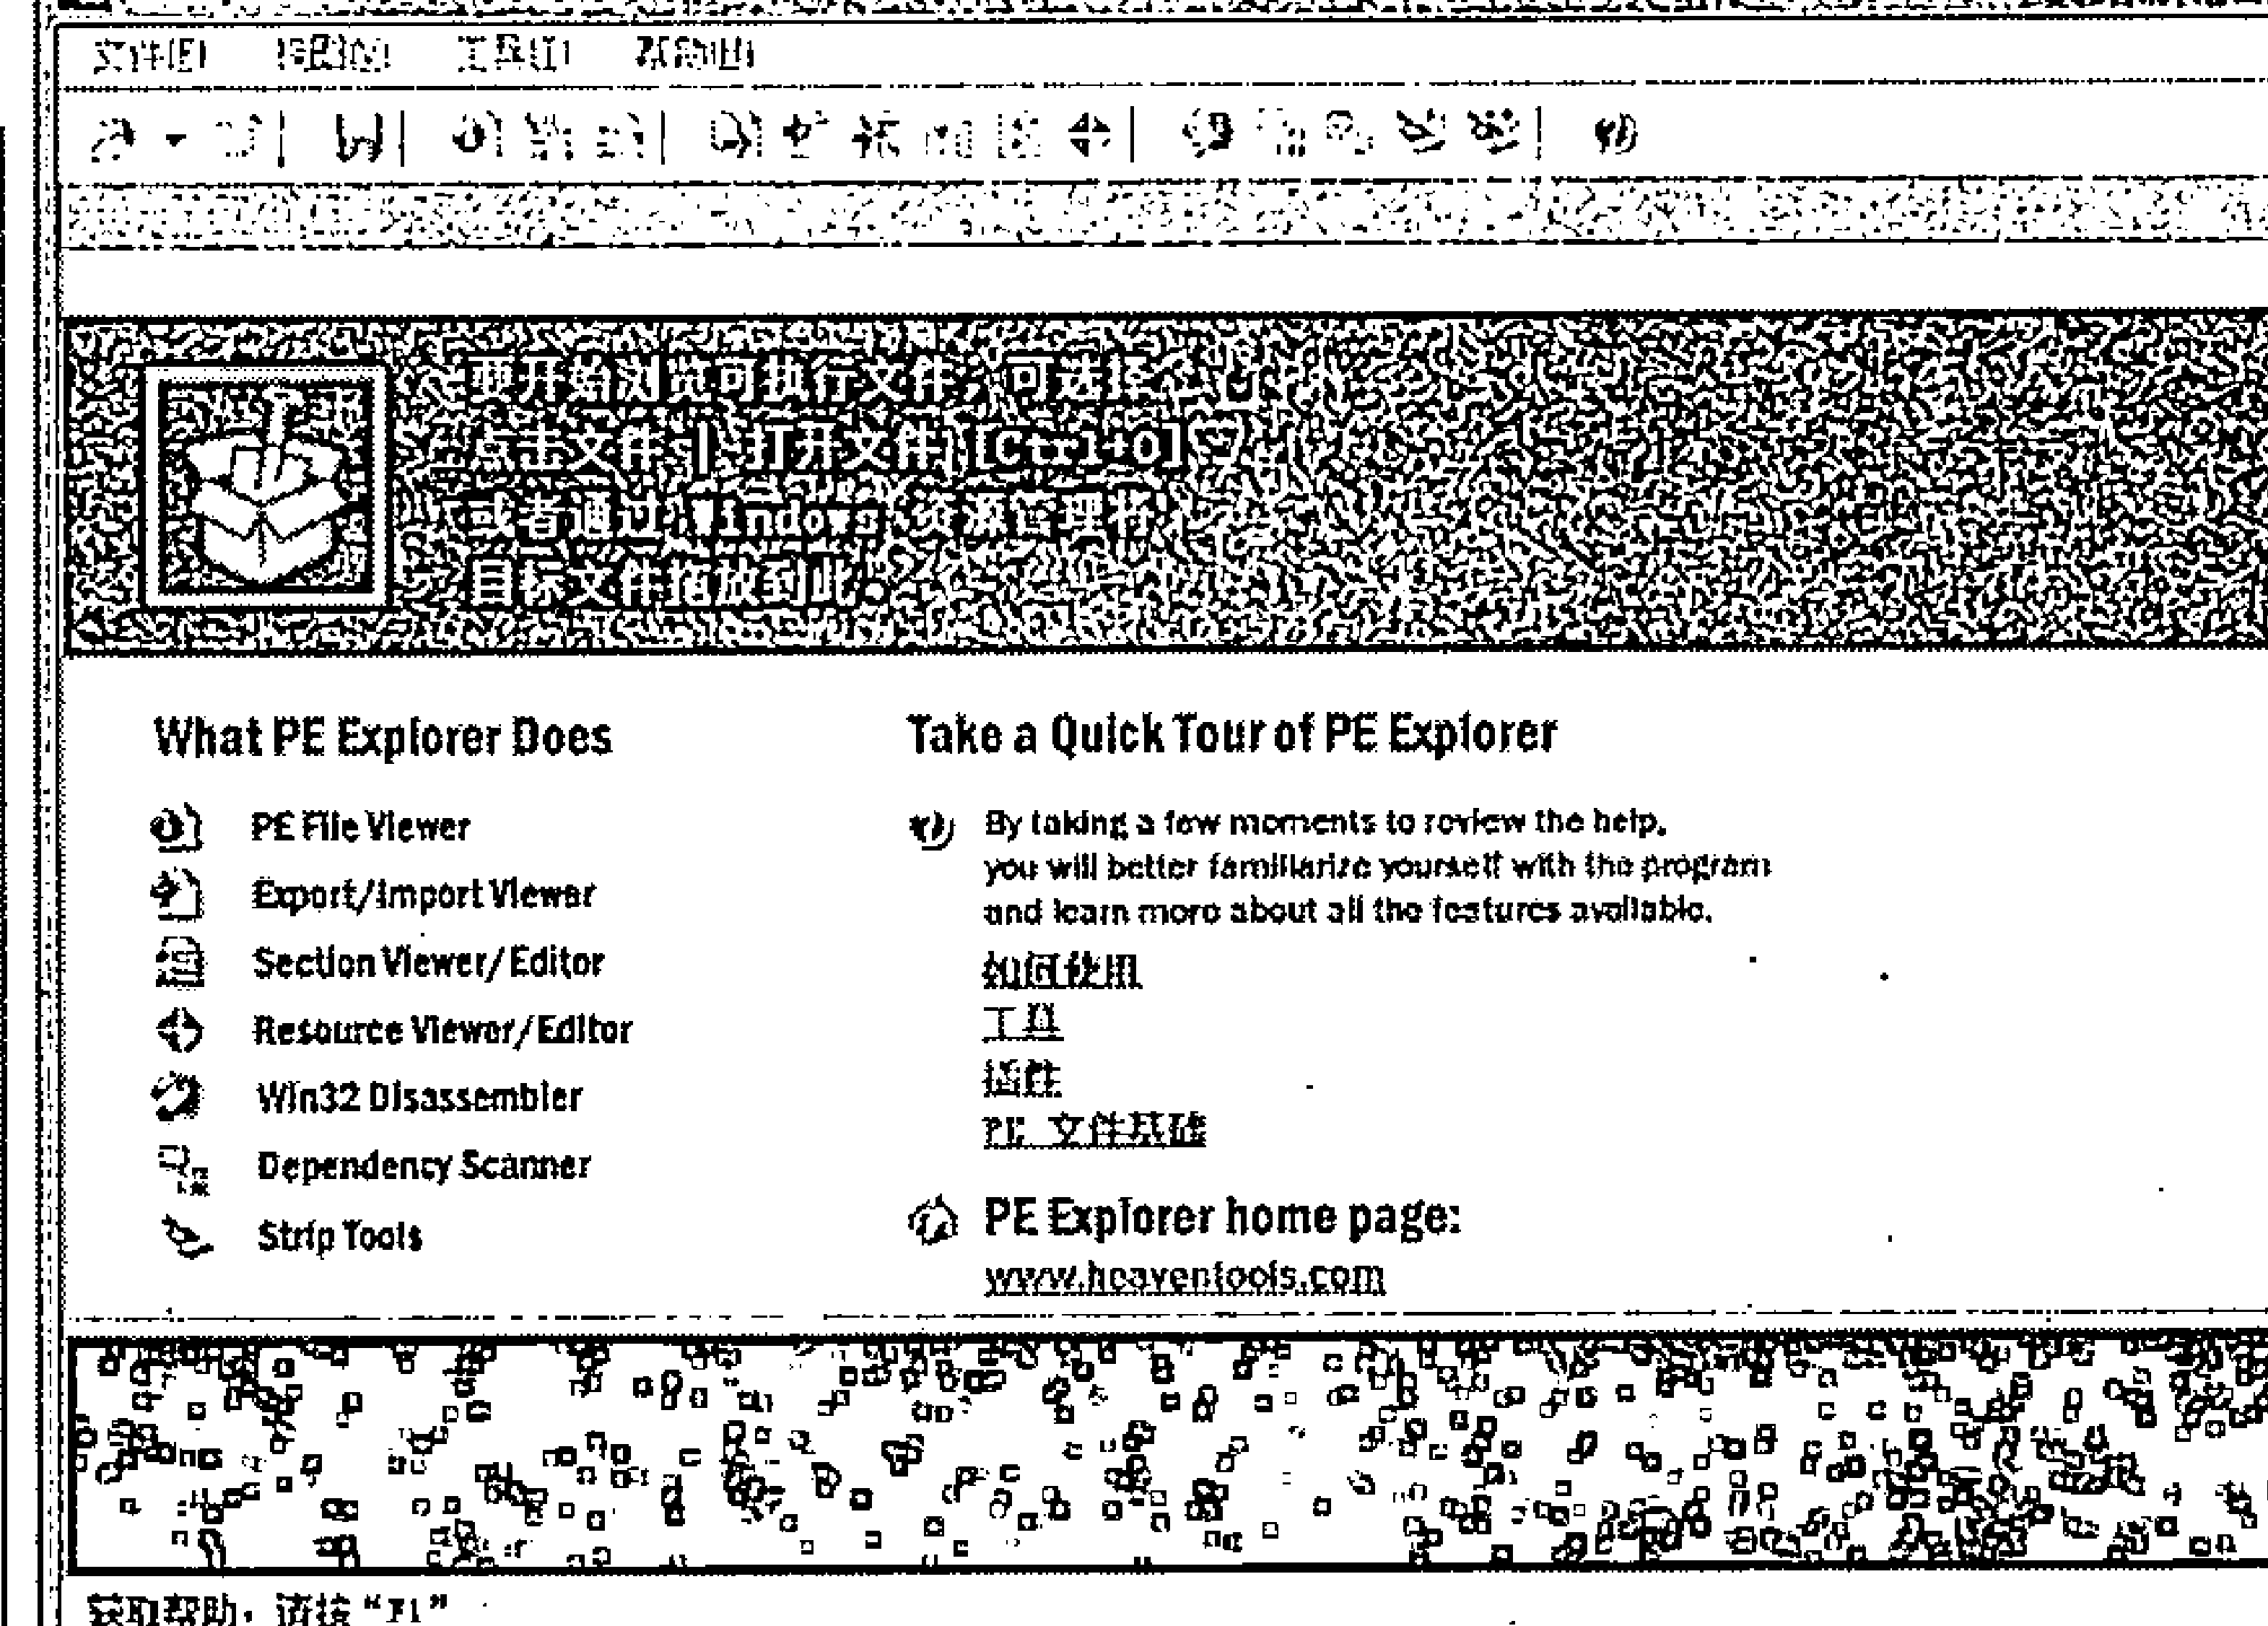 文件(F) 视图(V) 工具(T) 帮助(H)
要开始浏览可执行文件, 可选择
点击文件 | 打开文件 [Ctrl+O]
或者通过 Windows 资源管理将
目标文件拖放到此。
What PE Explorer Does
PE File Viewer
Export/Import Viewer
Section Viewer/Editor
Resource Viewer/Editor
Win32 Disassembler
Dependency Scanner
Strip Tools
Take a Quick Tour of PE Explorer
By taking a few moments to review the help,
you will better familiarize yourself with the program
and learn more about all the features available.
如何使用
工具
插件
PE 文件基础
PE Explorer home page:
www.heaventools.com
获取帮助, 请按 “F1”